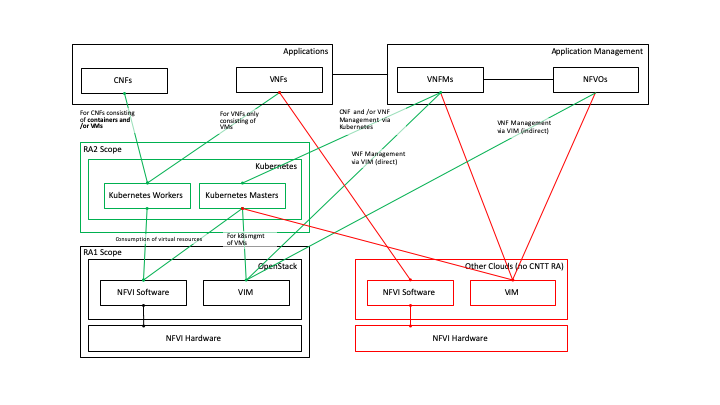 Applications
Application Management
CNFs
VNFs
VNFMs
NFVOs
For CNFs consisting
of containers and
/or VMs
For VNFs only
consisting of
VMs
CNF and /or VNF
Management via
Kubernetes
VNF Management
via VIM (indirect)
VNF Management
via VIM (direct)
RA2 Scope
Kubernetes
Kubernetes Workers
Kubernetes Masters
Consumption of virtual resources
For k8s mgmt
of VMs
RA1 Scope
OpenStack
Other Clouds (no CNTT RA)
NFVI Software
VIM
NFVI Software
VIM
NFVI Hardware
NFVI Hardware